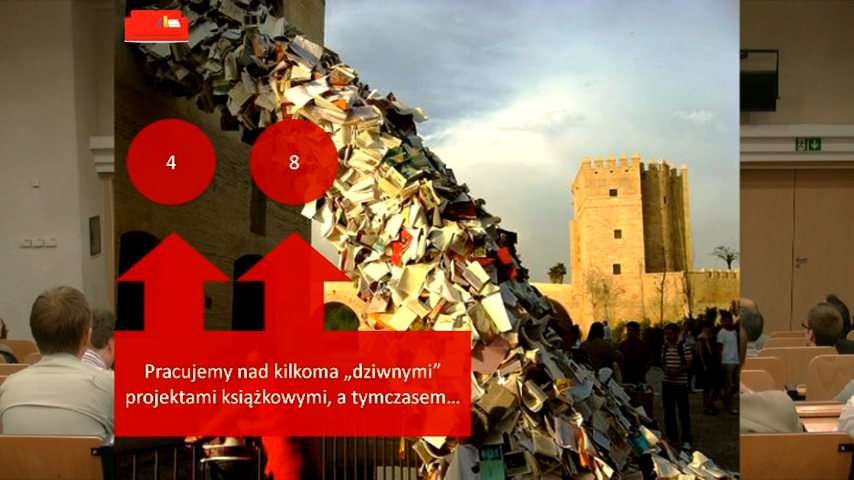 4
8
Pracujemy nad kilkoma „dziwnymi”
projektami książkowymi, a tymczasem...